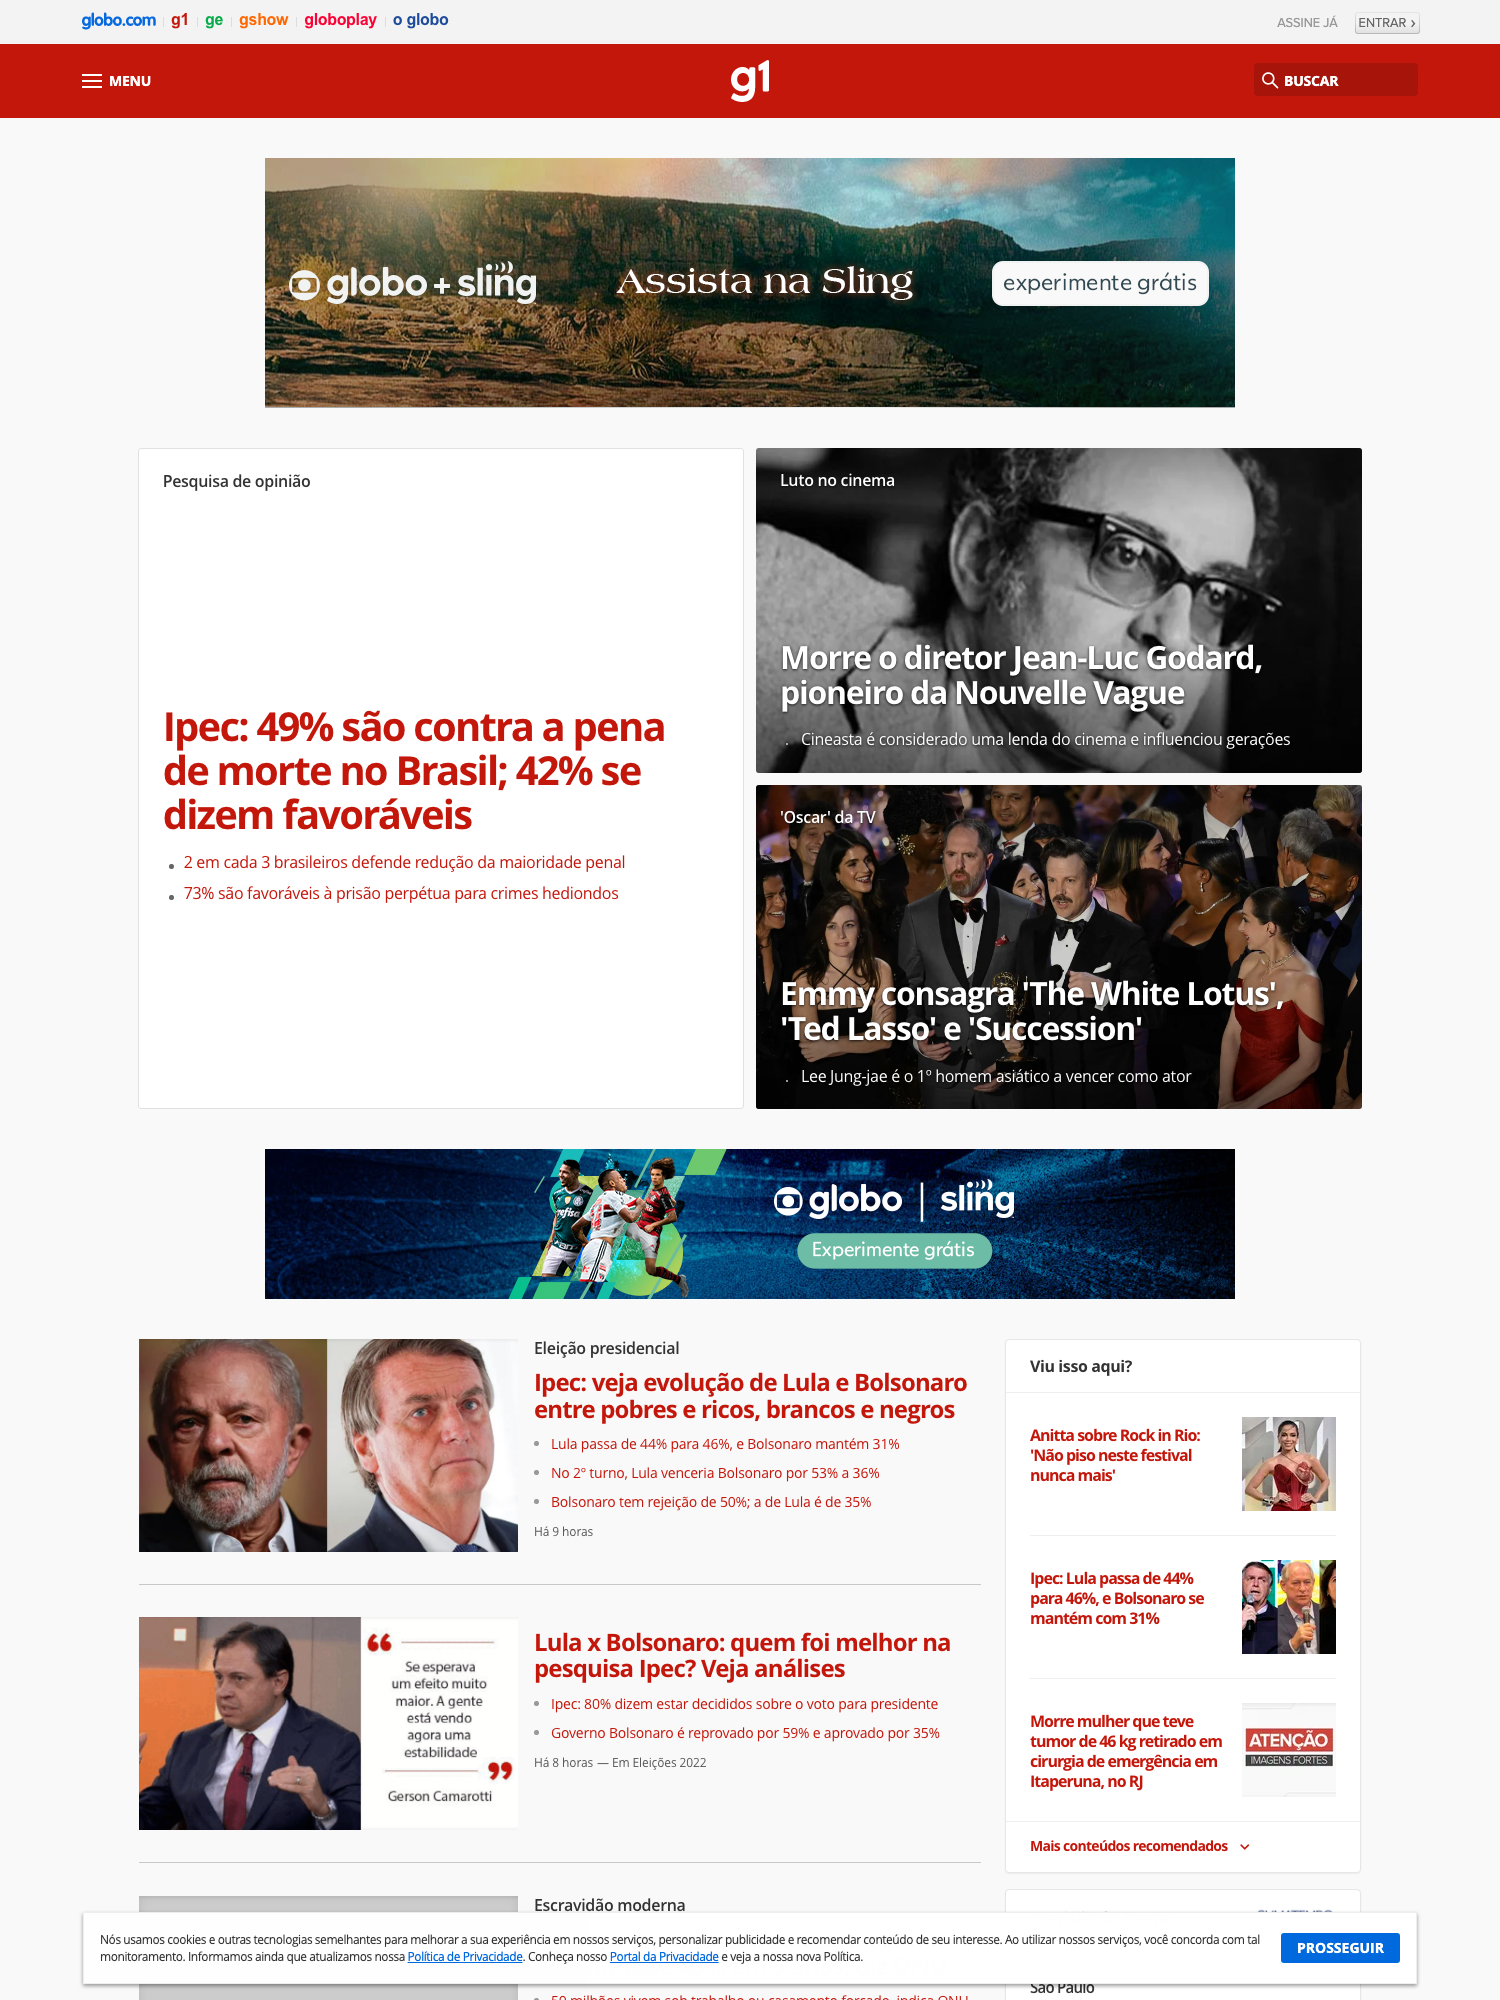 globo.com g1 ge gshow globoplay o globo
ASSINE JÁ ENTRAR ›
MENU
g1
BUSCAR
globo + sling
Assista na Sling
experimente grátis
Pesquisa de opinião
Ipec: 49% são contra a pena
de morte no Brasil; 42% se
dizem favoráveis
2 em cada 3 brasileiros defende redução da maioridade penal
73% são favoráveis à prisão perpétua para crimes hediondos
Luto no cinema
Morre o diretor Jean-Luc Godard,
pioneiro da Nouvelle Vague
Cineasta é considerado uma lenda do cinema e influenciou gerações
'Oscar' da TV
Emmy consagra 'The White Lotus',
'Ted Lasso' e 'Succession'
Lee Jung-jae é o 1º homem asiático a vencer como ator
globo | sling
Experimente grátis
Eleição presidencial
Ipec: veja evolução de Lula e Bolsonaro
entre pobres e ricos, brancos e negros
Lula passa de 44% para 46%, e Bolsonaro mantém 31%
No 2º turno, Lula venceria Bolsonaro por 53% a 36%
Bolsonaro tem rejeição de 50%; a de Lula é de 35%
Há 9 horas
Se esperava
um efeito muito
maior. A gente
está vendo
agora uma
estabilidade
Gerson Camarotti
Lula x Bolsonaro: quem foi melhor na
pesquisa Ipec? Veja análises
Ipec: 80% dizem estar decididos sobre o voto para presidente
Governo Bolsonaro é reprovado por 59% e aprovado por 35%
Há 8 horas — Em Eleições 2022
Escravidão moderna
Viu isso aqui?
Anitta sobre Rock in Rio:
'Não piso neste festival
nunca mais'
Ipec: Lula passa de 44%
para 46%, e Bolsonaro se
mantém com 31%
Morre mulher que teve
tumor de 46 kg retirado em
cirurgia de emergência em
Itaperuna, no RJ
ATENÇÃO
IMAGENS FORTES
Mais conteúdos recomendados
Nós usamos cookies e outras tecnologias semelhantes para melhorar a sua experiência em nossos serviços, personalizar publicidade e recomendar conteúdo de seu interesse. Ao utilizar nossos serviços, você concorda com tal
monitoramento. Informamos ainda que atualizamos nossa Política de Privacidade. Conheça nosso Portal da Privacidade e veja a nossa nova Política.
PROSSEGUIR
São Paulo
50 milhões vivem sob trabalho ou casamento forçado, indica ONU